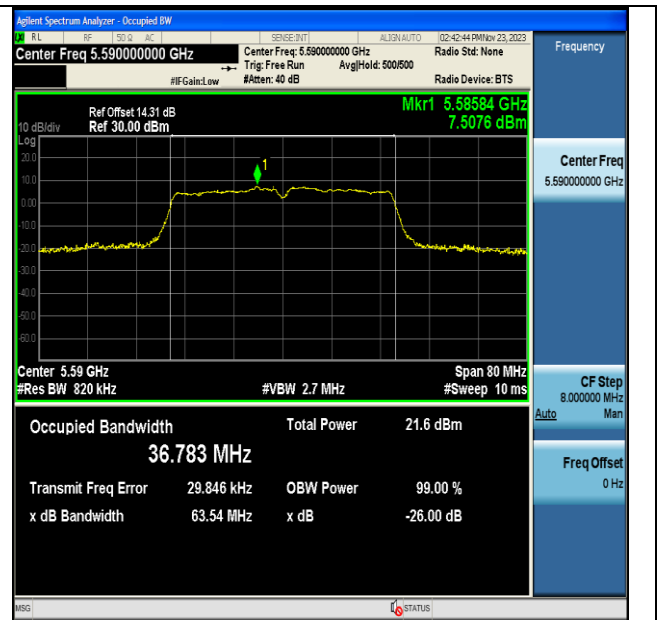 Agilent Spectrum Analyzer - Occupied BW
RL RF 50 Ω AC SENSE:INT ALIGN AUTO 02:42:44 PM Nov 23, 2023
Center Freq 5.590000000 GHz
Center Freq: 5.590000000 GHz
Radio Std: None
Trig: Free Run Avg|Hold: 500/500
#IFGain:Low #Atten: 40 dB Radio Device: BTS
Frequency
Ref Offset 14.31 dB
10 dB/div Ref 30.00 dBm
Mkr1 5.58584 GHz
7.5076 dBm
Log
20.0
10.0
0.00
-10.0
-20.0
-30.0
-40.0
-50.0
-60.0
1
Center 5.59 GHz Span 80 MHz
#Res BW 820 kHz #VBW 2.7 MHz #Sweep 10 ms
Center Freq
5.590000000 GHz
CF Step
8.000000 MHz
Auto Man
Freq Offset
0 Hz
Occupied Bandwidth Total Power 21.6 dBm
36.783 MHz
Transmit Freq Error 29.846 kHz OBW Power 99.00 %
x dB Bandwidth 63.54 MHz x dB -26.00 dB
MSG STATUS